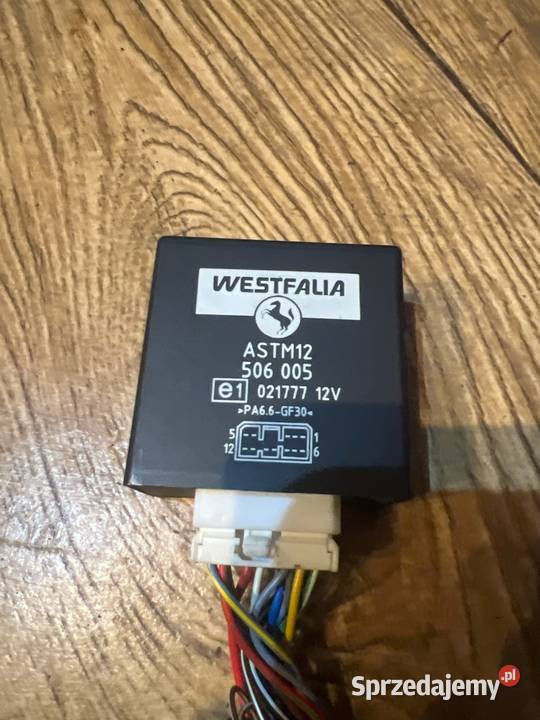 WESTFALIA
ASTM12
506 005
e1 021777 12V
>PA6.6-GF30<
5 1
12 6
Sprzedajemy.pl